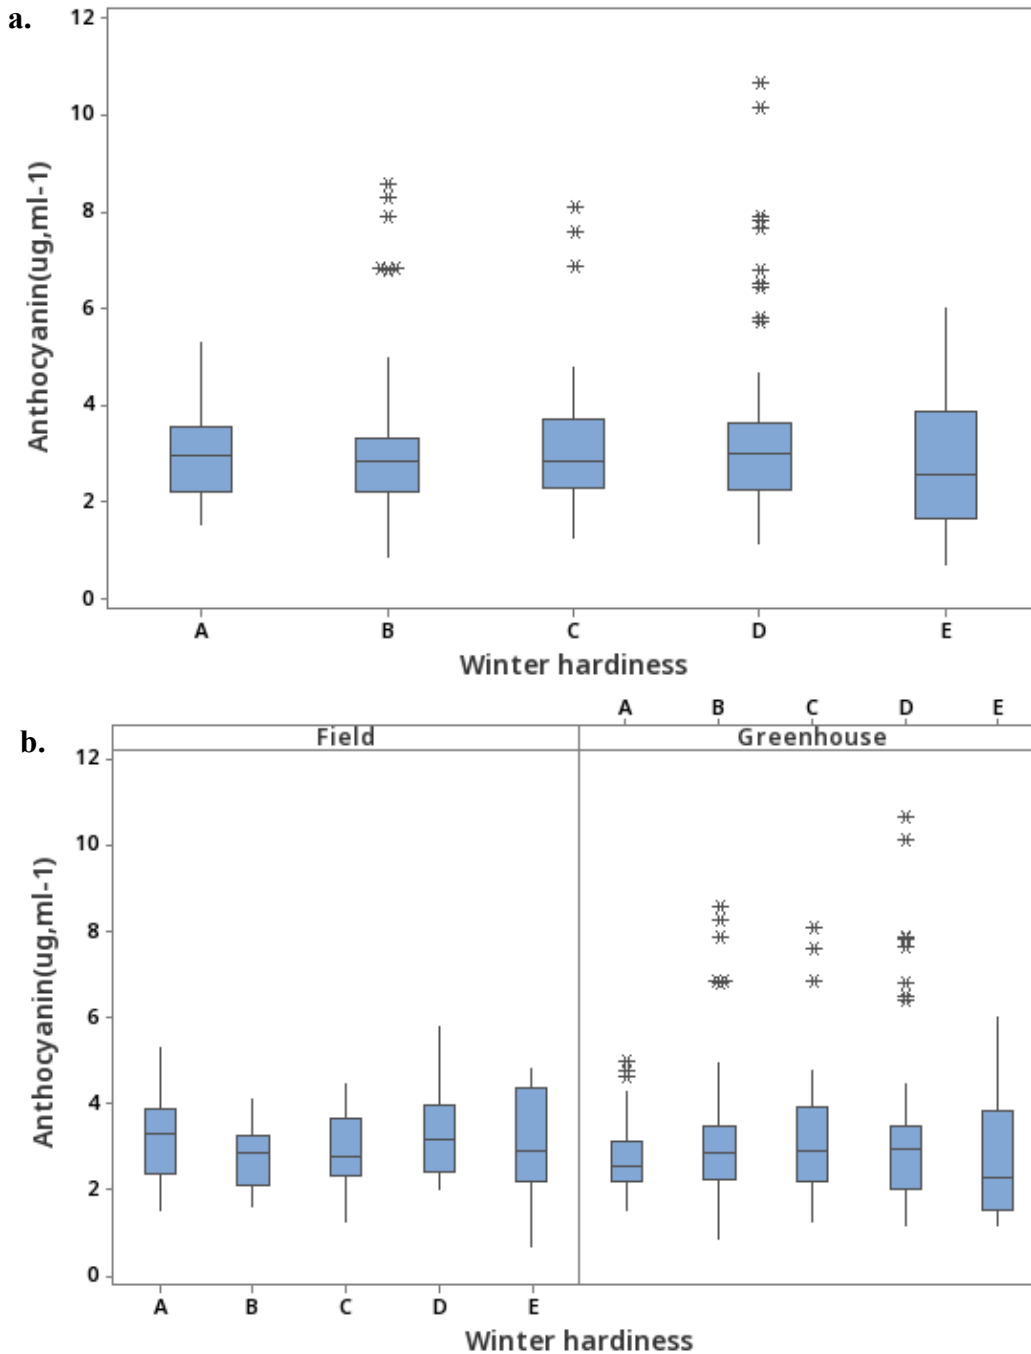 a.
12
10
8
6
4
2
0
Anthocyanin(ug,ml-1)
A B C D E
Winter hardiness
b.
A B C D E
Field Greenhouse
12
10
8
6
4
2
0
Anthocyanin(ug,ml-1)
A B C D E
Winter hardiness